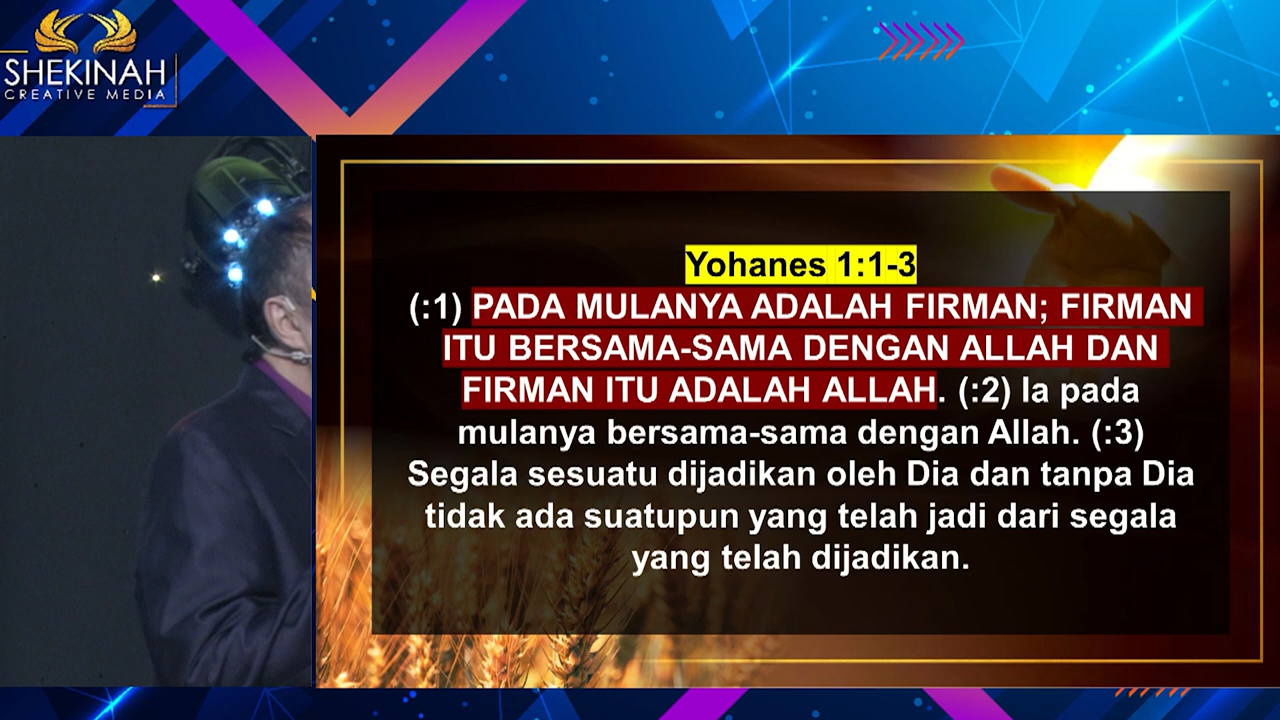 SHEKINAH
CREATIVE MEDIA
Yohanes 1:1-3
(:1) PADA MULANYA ADALAH FIRMAN; FIRMAN
ITU BERSAMA-SAMA DENGAN ALLAH DAN
FIRMAN ITU ADALAH ALLAH. (:2) Ia pada
mulanya bersama-sama dengan Allah. (:3)
Segala sesuatu dijadikan oleh Dia dan tanpa Dia
tidak ada suatupun yang telah jadi dari segala
yang telah dijadikan.